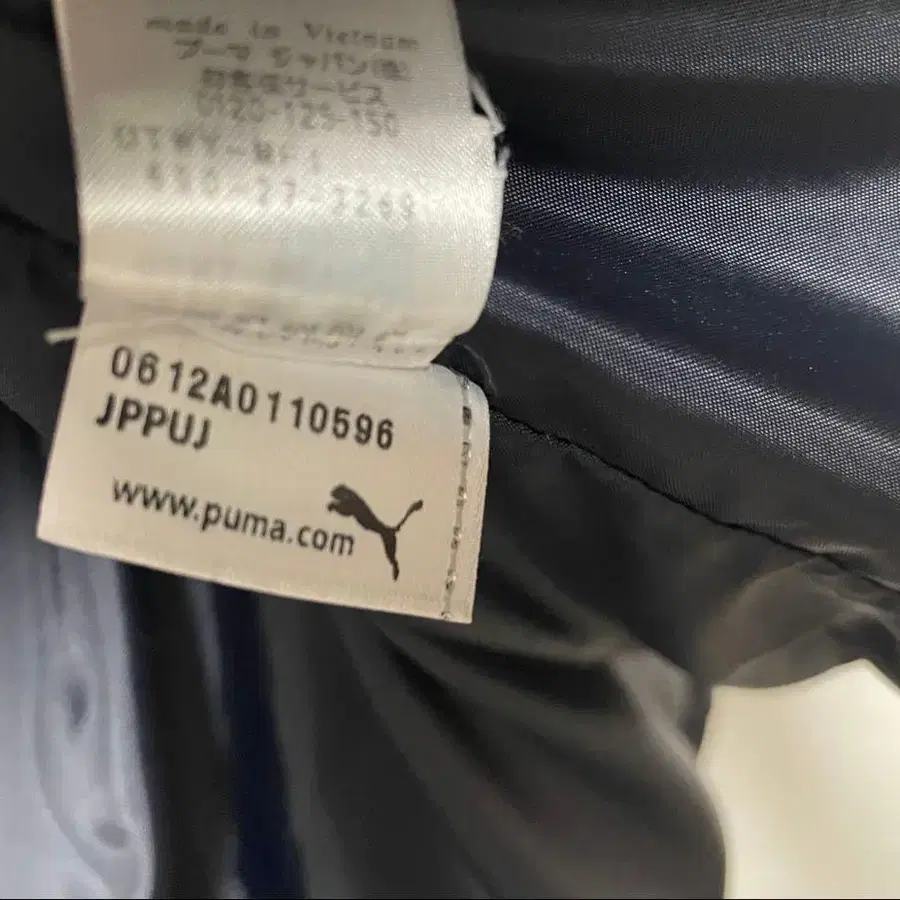 made in Vietnam
プーマ ジャパン(株)
お客様サービス
0120-125-150
0612A0110596
JPPUJ
www.puma.com